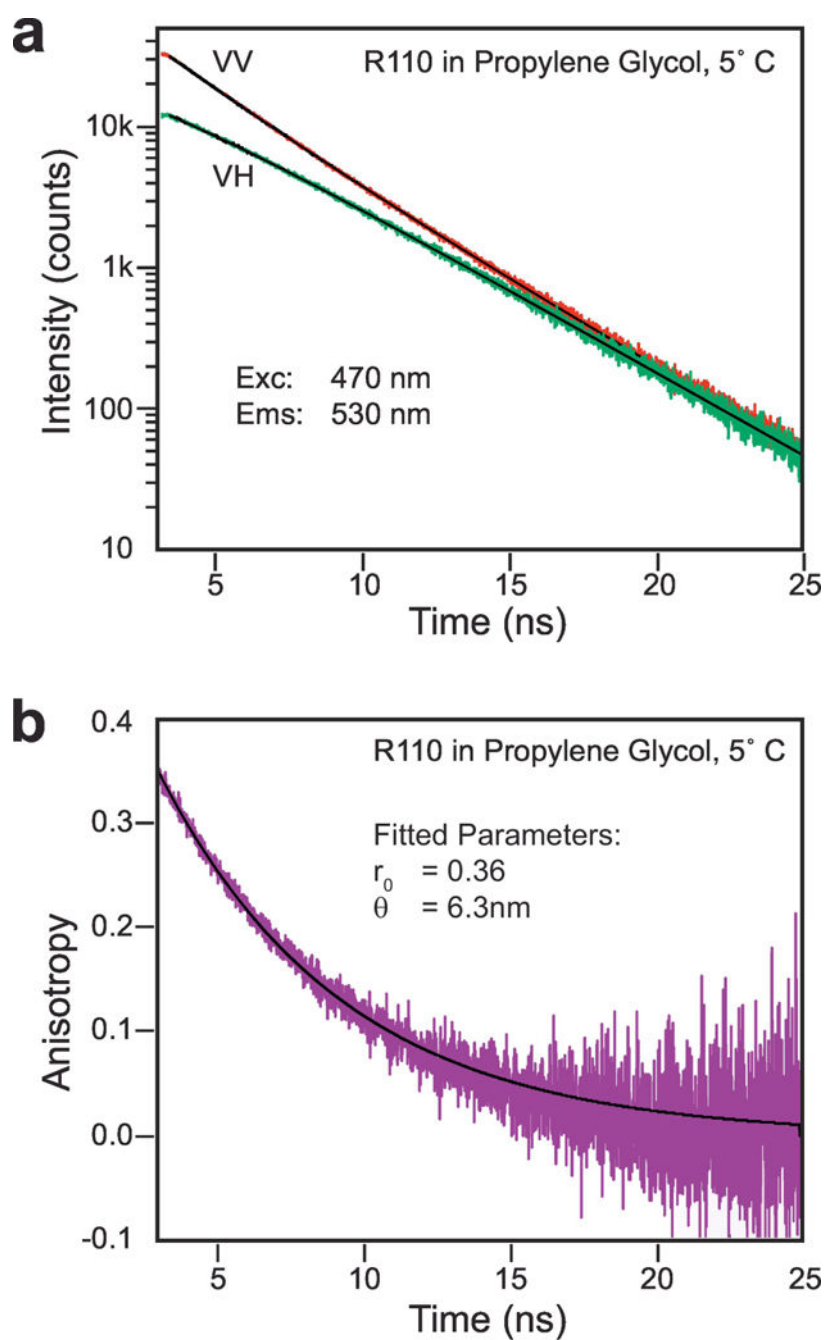 a
VV
R110 in Propylene Glycol, 5° C
10k
VH
Intensity (counts)
1k
Exc: 470 nm
Ems: 530 nm
100
10
5 10 15 20 25
Time (ns)
b
0.4
R110 in Propylene Glycol, 5° C
0.3
Fitted Parameters:
r0 = 0.36
θ = 6.3nm
0.2
Anisotropy
0.1
0.0
-0.1
5 10 15 20 25
Time (ns)